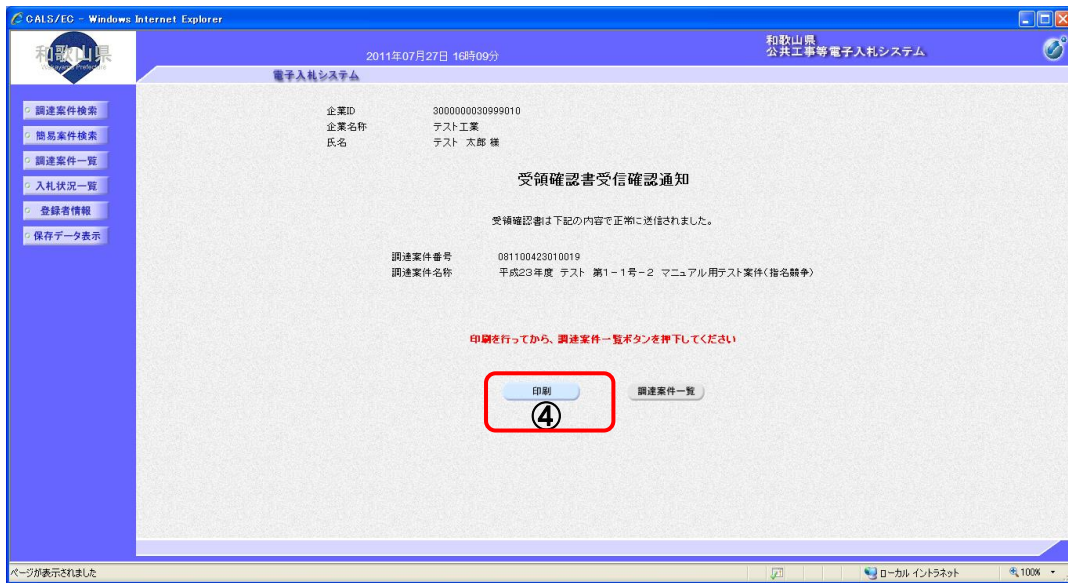 CALS/EC - Windows Internet Explorer
和歌山県
Wakayama Prefecture
2011年07月27日 16時09分
和歌山県
公共工事等電子入札システム
電子入札システム
調達案件検索
簡易案件検索
調達案件一覧
入札状況一覧
登録者情報
保存データ表示
企業ID 3000000030999010
企業名称 テスト工業
氏名 テスト 太郎 様
受領確認書受信確認通知
受領確認書は下記の内容で正常に送信されました。
調達案件番号 081100423010019
調達案件名称 平成23年度 テスト 第1-1号-2 マニュアル用テスト案件(指名競争)
印刷を行ってから、調達案件一覧ボタンを押下してください
印刷 調達案件一覧
④
ページが表示されました ローカル イントラネット 100%